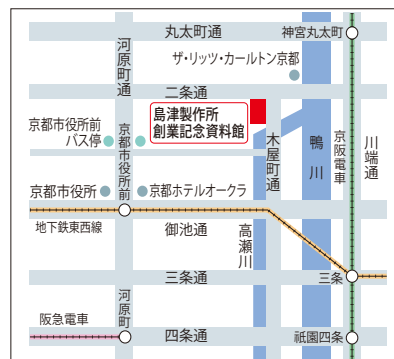 丸太町通
神宮丸太町
河原町通
ザ・リッツ・カールトン京都
二条通
島津製作所
創業記念資料館
京都市役所前
バス停
京都市役所前
木屋町通
鴨川
京阪電車
川端通
京都市役所
京都ホテルオークラ
地下鉄東西線
御池通
高瀬川
三条通
三条
河原町
阪急電車
四条通
祇園四条